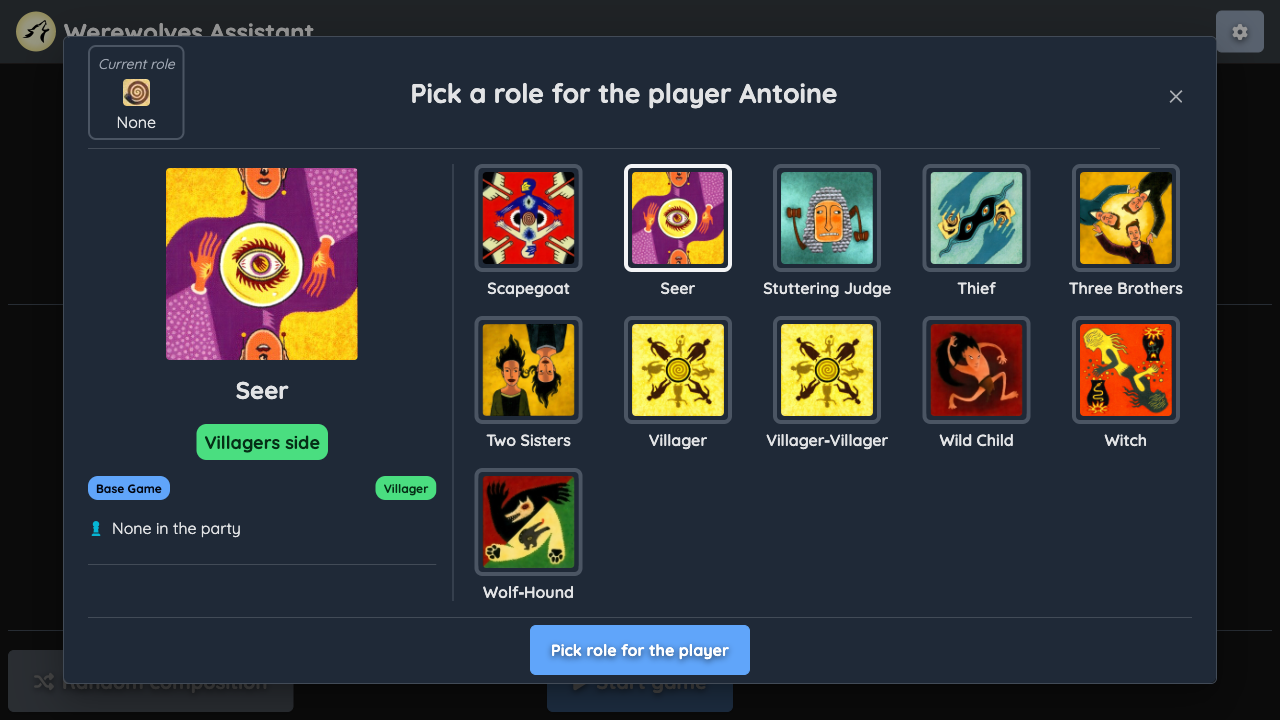 Werewolves Assistant
Current role
None
Pick a role for the player Antoine
Seer
Villagers side
Base Game
Villager
None in the party
Scapegoat
Seer
Stuttering Judge
Thief
Three Brothers
Two Sisters
Villager
Villager-Villager
Wild Child
Witch
Wolf-Hound
Pick role for the player
Random Composition
Start game